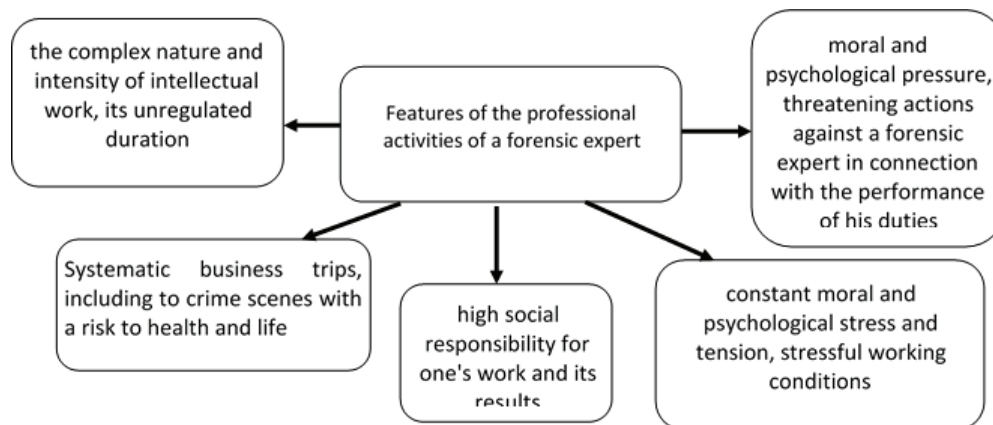 the complex nature and
intensity of intellectual
work, its unregulated
duration
Features of the professional
activities of a forensic expert
moral and
psychological pressure,
threatening actions
against a forensic
expert in connection
with the performance
of his duties
Systematic business trips,
including to crime scenes with
a risk to health and life
high social
responsibility for
one's work and its
results
constant moral and
psychological stress and
tension, stressful working
conditions